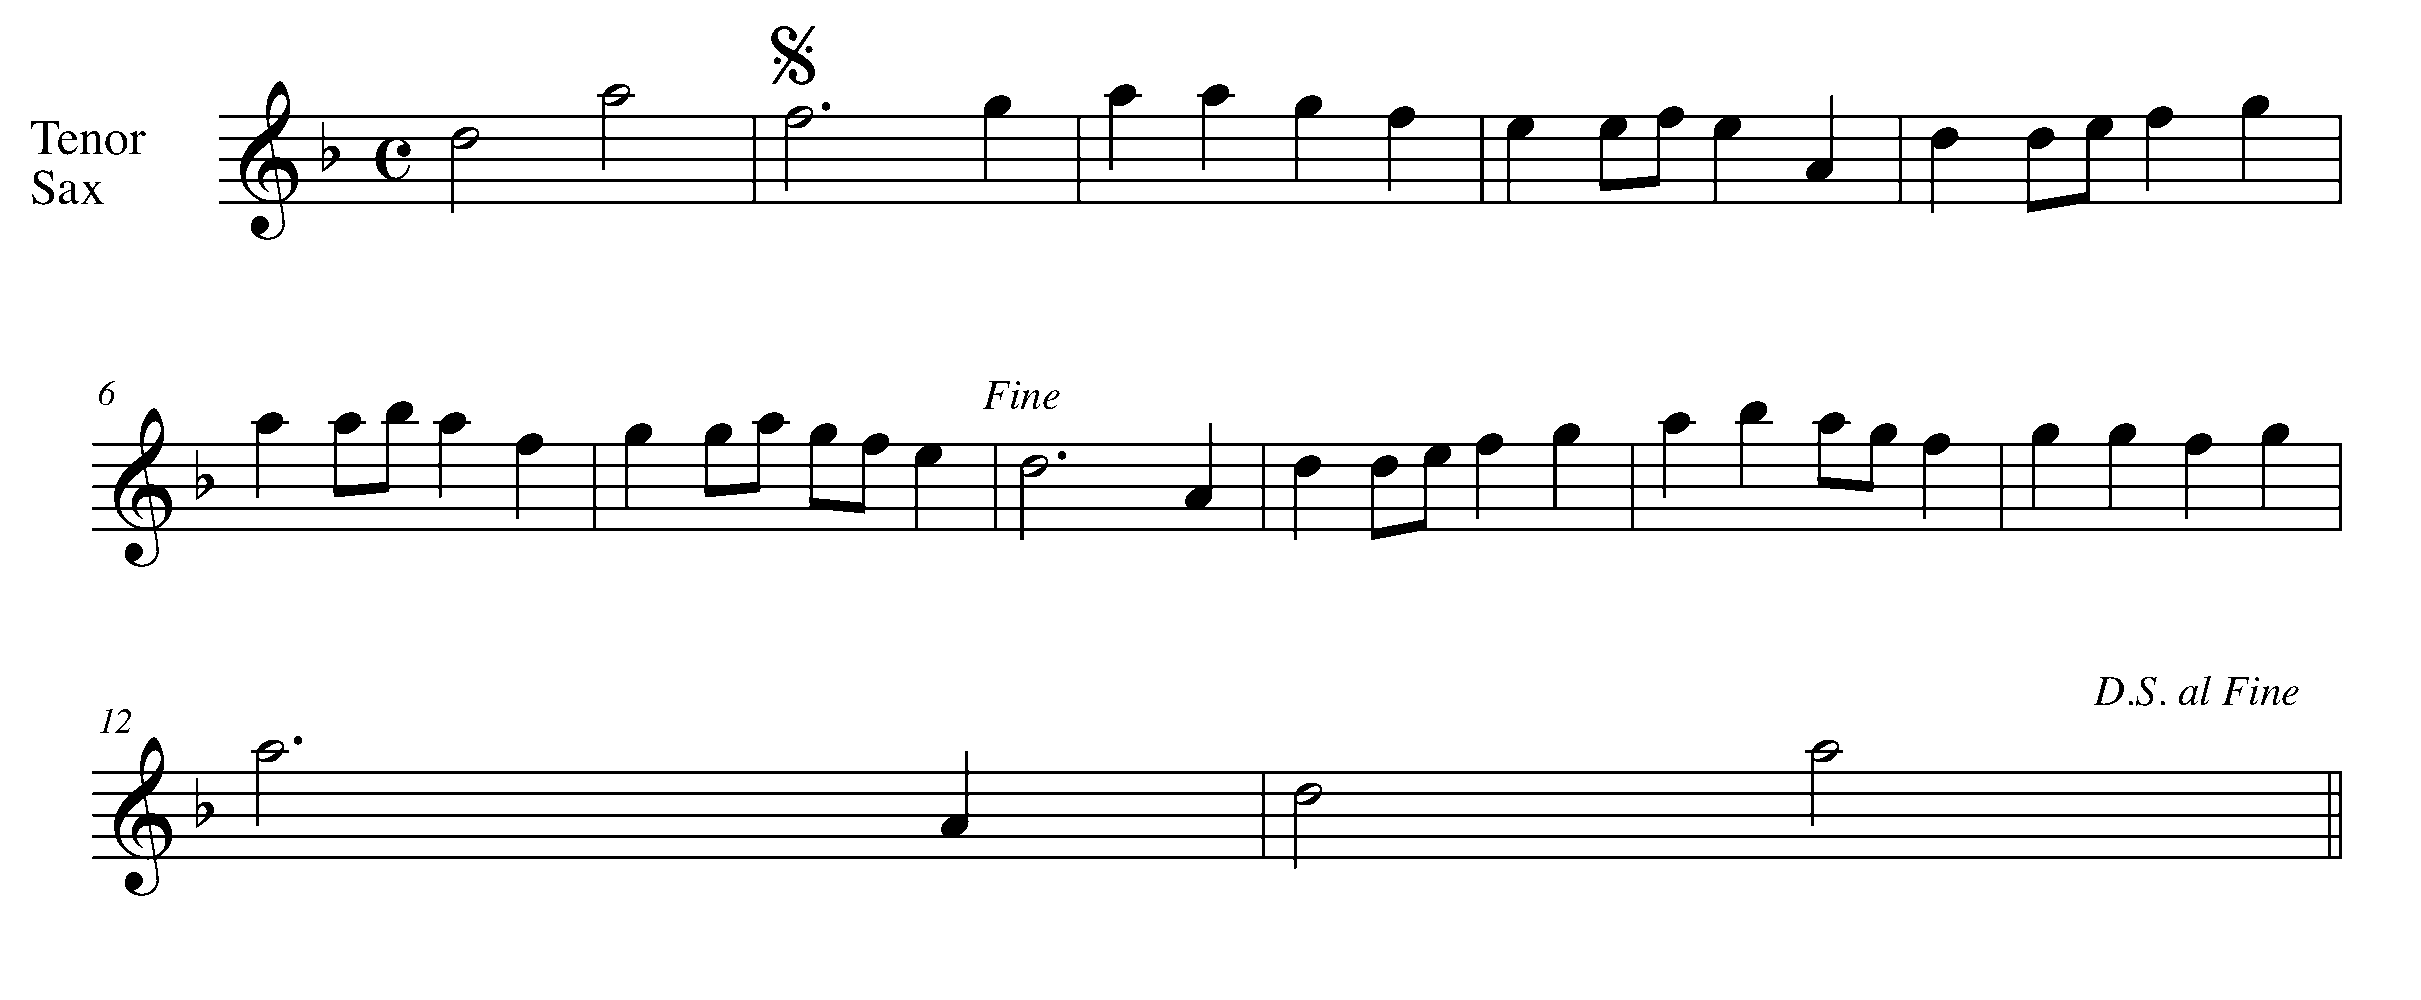 Tenor
Sax
6
Fine
12
D.S. al Fine